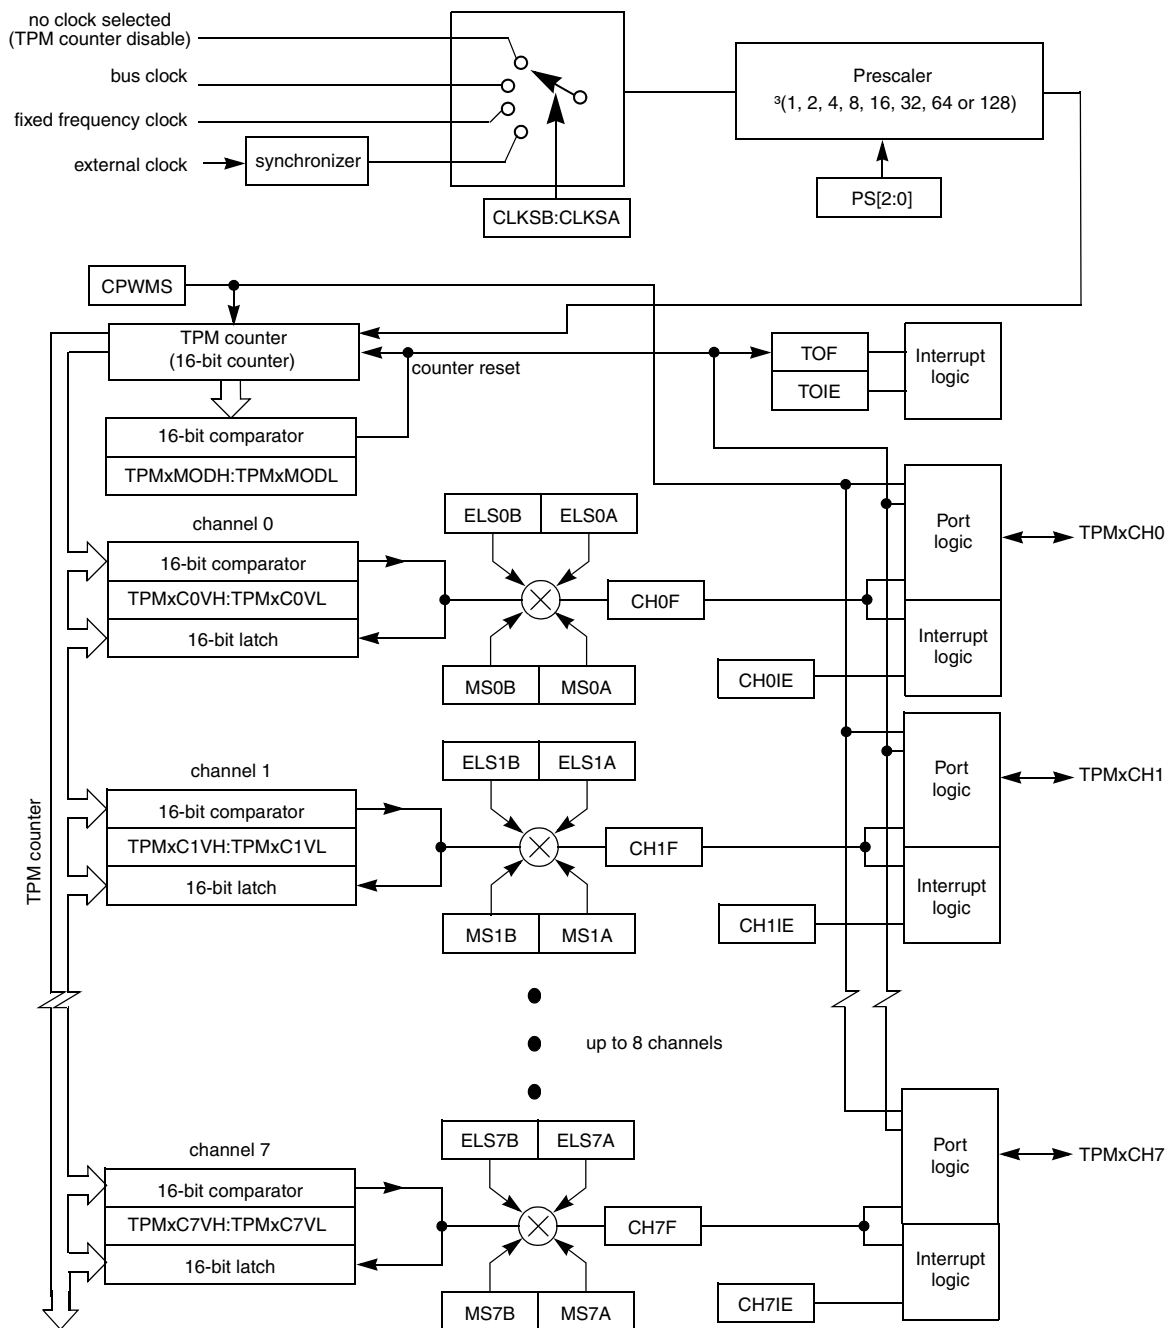 no clock selected
(TPM counter disable)
bus clock
fixed frequency clock
external clock
synchronizer
CLKSB:CLKSA
Prescaler
³(1, 2, 4, 8, 16, 32, 64 or 128)
PS[2:0]
CPWMS
TPM counter
(16-bit counter)
counter reset
TOF
TOIE
Interrupt
logic
16-bit comparator
TPMxMODH:TPMxMODL
channel 0
16-bit comparator
TPMxC0VH:TPMxC0VL
16-bit latch
ELS0B
ELS0A
MS0B
MS0A
CH0F
CH0IE
Port
logic
Interrupt
logic
TPMxCH0
channel 1
16-bit comparator
TPMxC1VH:TPMxC1VL
16-bit latch
ELS1B
ELS1A
MS1B
MS1A
CH1F
CH1IE
Port
logic
Interrupt
logic
TPMxCH1
TPM counter
up to 8 channels
channel 7
16-bit comparator
TPMxC7VH:TPMxC7VL
16-bit latch
ELS7B
ELS7A
MS7B
MS7A
CH7F
CH7IE
Port
logic
Interrupt
logic
TPMxCH7